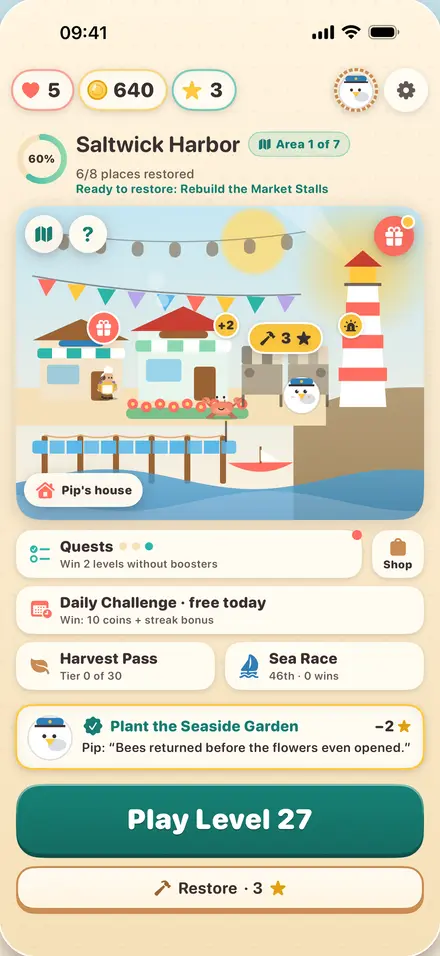 09:41
5
640
3
60%
Saltwick Harbor
Area 1 of 7
6/8 places restored
Ready to restore: Rebuild the Market Stalls
?
+2
3
Pip's house
Quests
Win 2 levels without boosters
Shop
Daily Challenge · free today
Win: 10 coins + streak bonus
Harvest Pass
Tier 0 of 30
Sea Race
46th · 0 wins
Plant the Seaside Garden
−2
Pip: “Bees returned before the flowers even opened.”
Play Level 27
Restore · 3